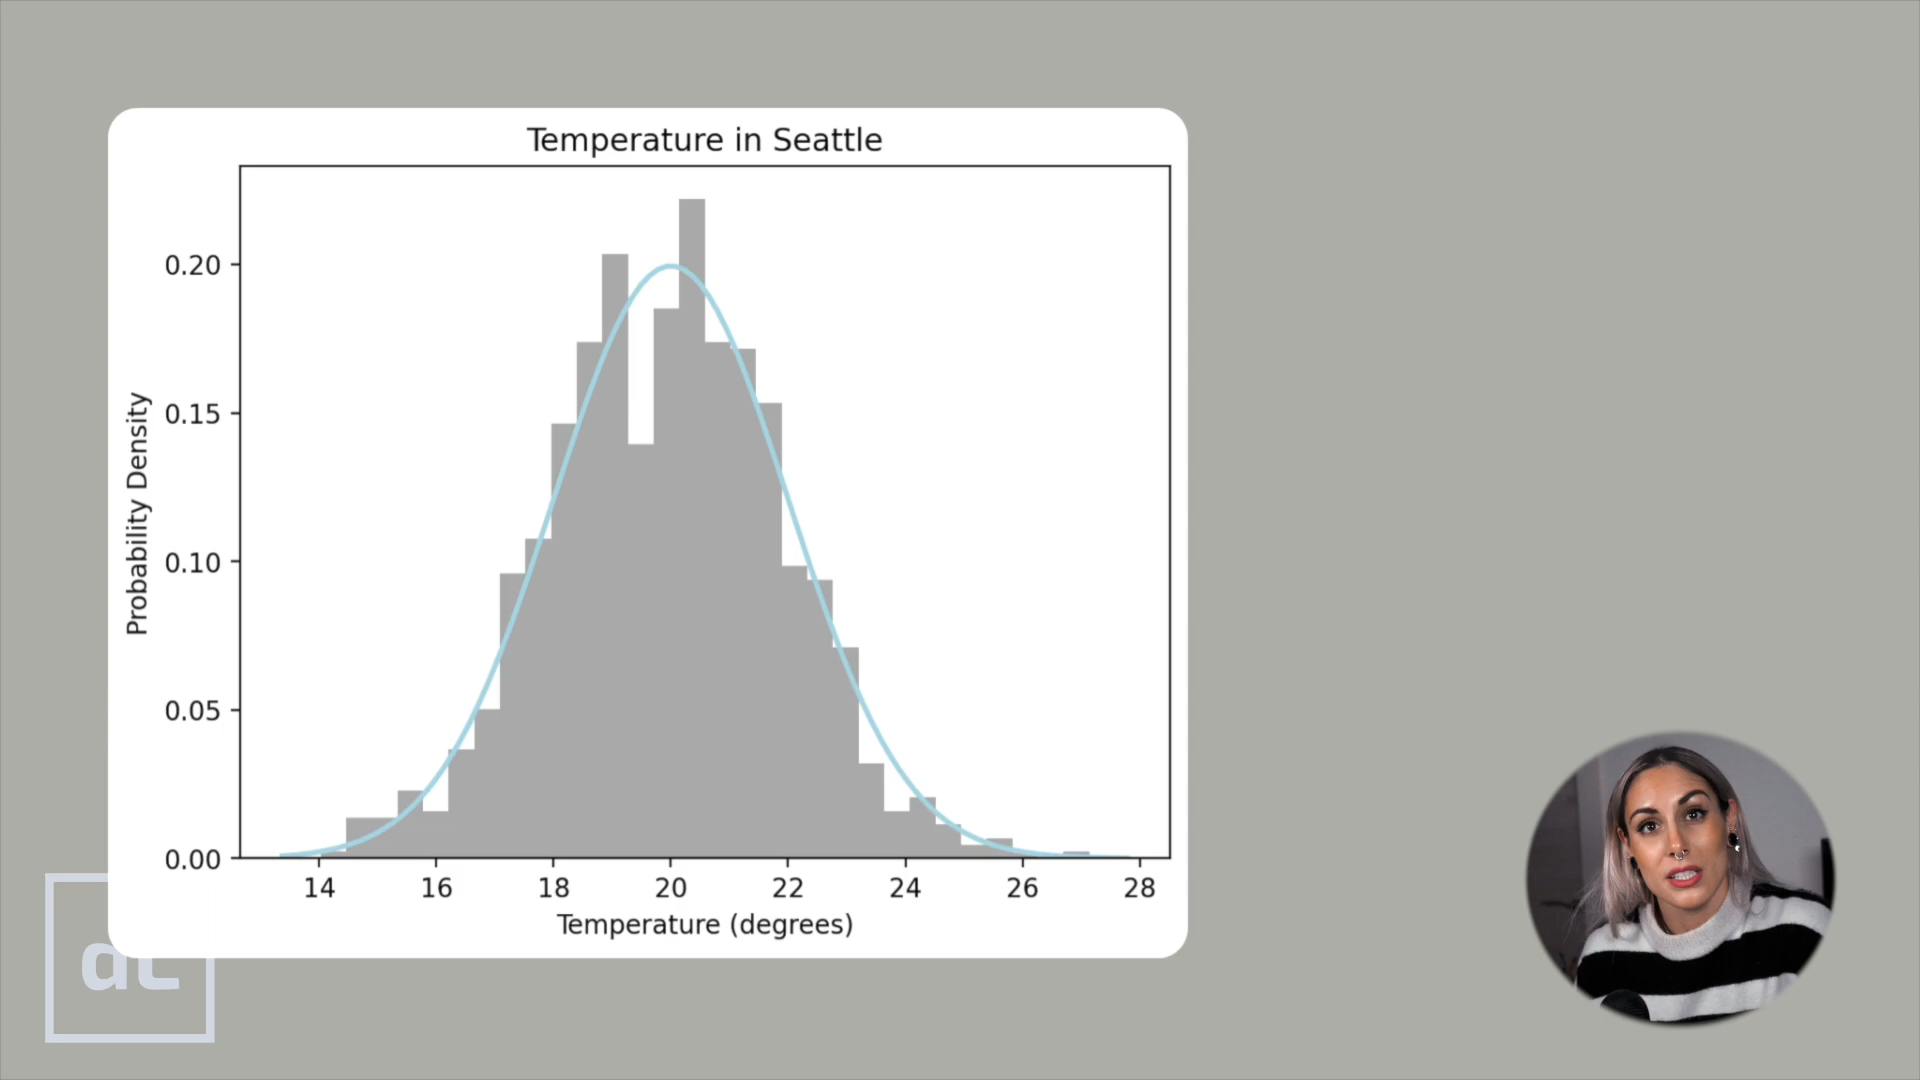 Temperature in Seattle
Probability Density
0.20
0.15
0.10
0.05
0.00
14 16 18 20 22 24 26 28
Temperature (degrees)